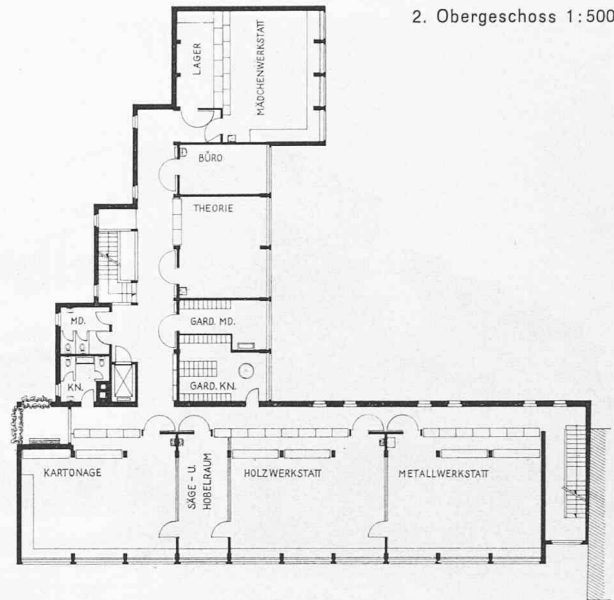 2. Obergeschoss 1:500
LAGER
MÄDCHENWERKSTATT
BÜRO
THEORIE
MD.
GARD. MD.
KN.
GARD. KN.
KARTONAGE
SÄGE - U.
HOBELRAUM
HOLZWERKSTATT
METALLWERKSTATT